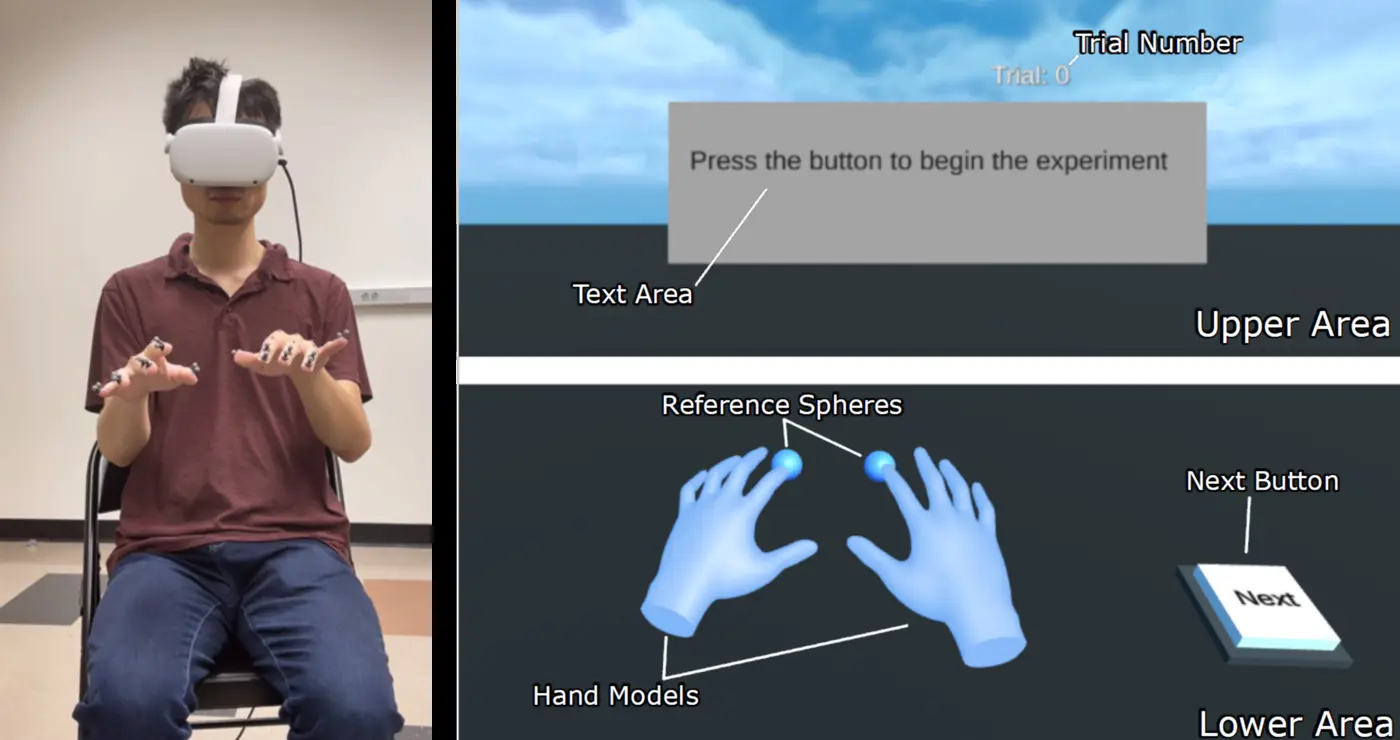 Trial Number
Trial: 0
Press the button to begin the experiment
Text Area
Upper Area
Reference Spheres
Next Button
Next
Hand Models
Lower Area